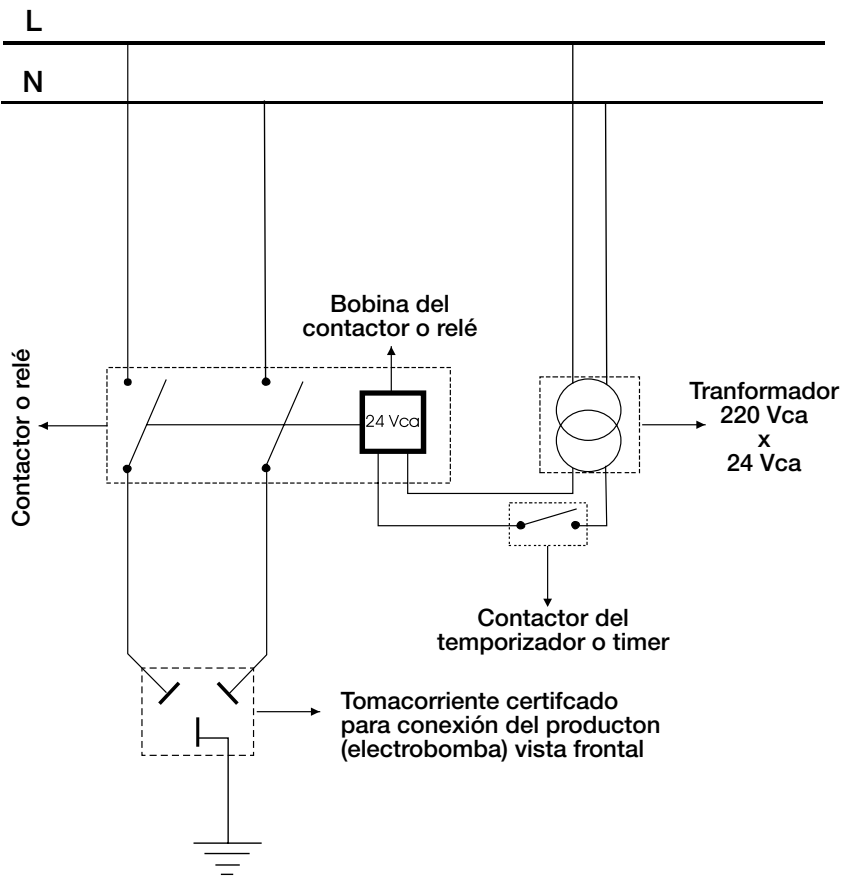 L
N
Bobina del
contactor o relé
Contactor o relé
24 Vca
Tranformador
220 Vca
x
24 Vca
Contactor del
temporizador o timer
Tomacorriente certifcado
para conexión del producton
(electrobomba) vista frontal